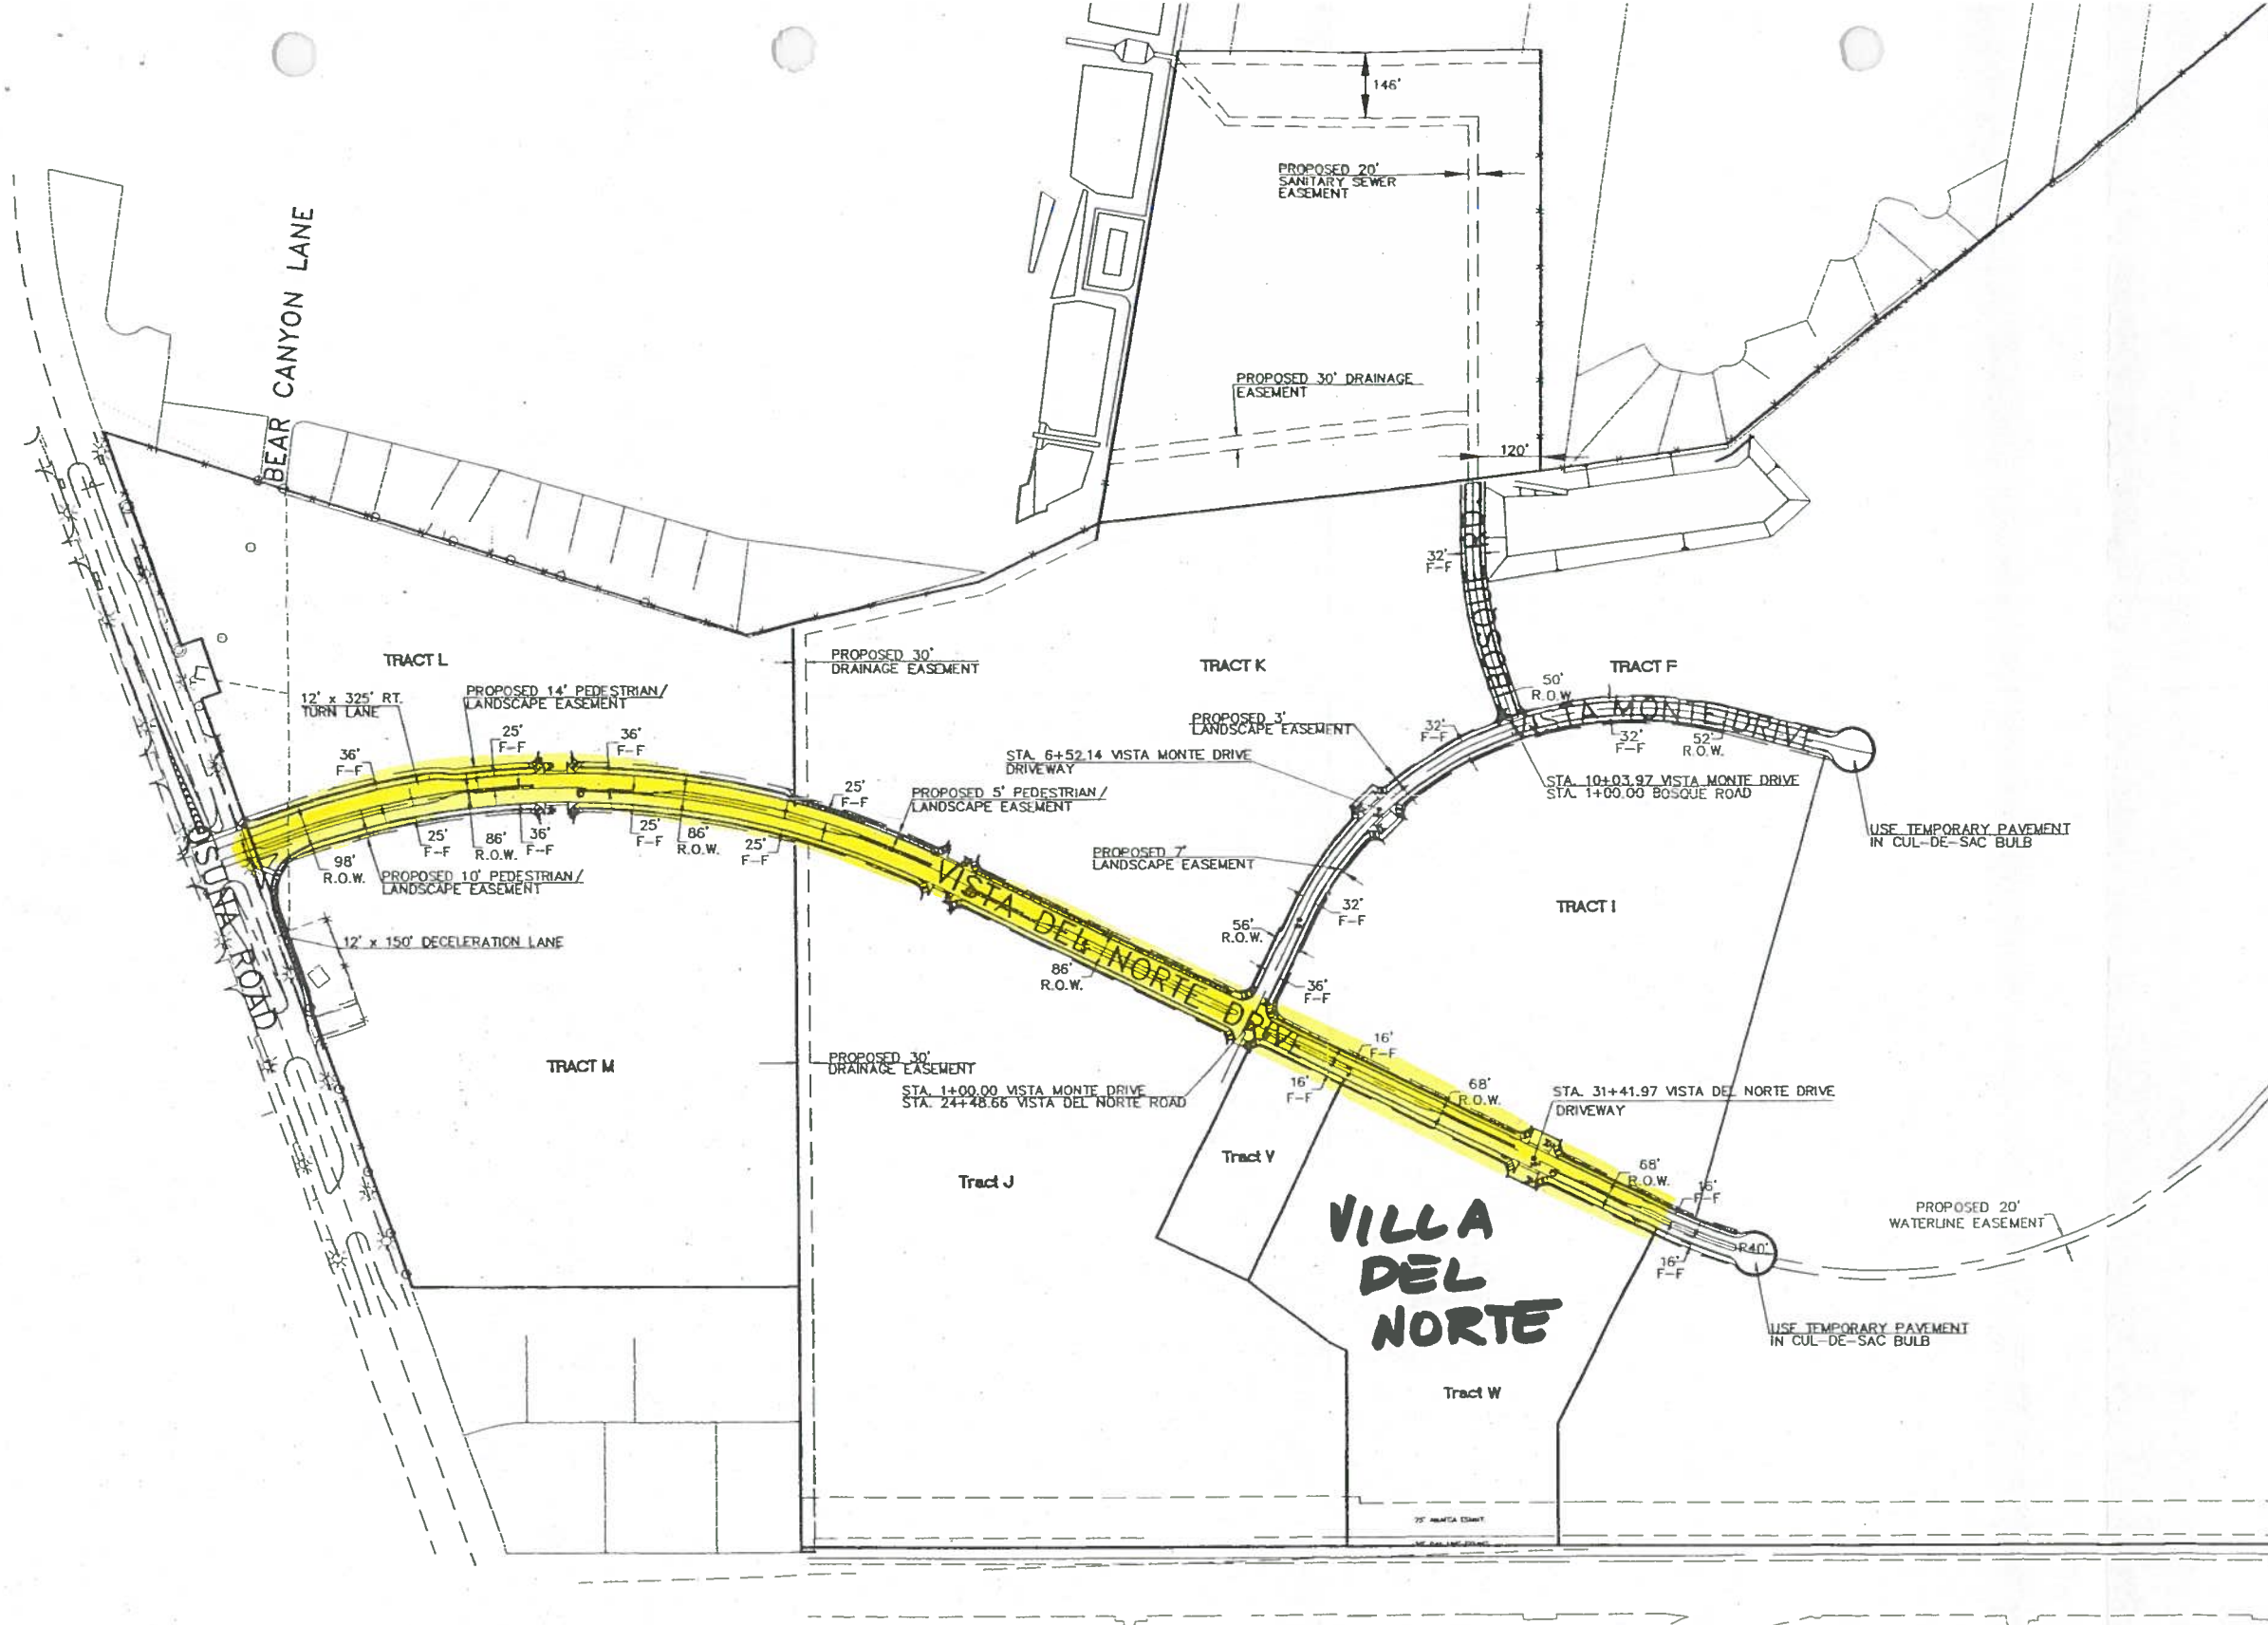 146'
PROPOSED 20'
SANITARY SEWER
EASEMENT
BEAR CANYON LANE
PROPOSED 30' DRAINAGE
EASEMENT
120'
32'
F-F
TRACT L
PROPOSED 30'
DRAINAGE EASEMENT
TRACT K
TRACT F
12' x 325' RT.
TURN LANE
PROPOSED 14' PEDESTRIAN/
LANDSCAPE EASEMENT
50'
R.O.W.
36'
F-F
25'
F-F
36'
F-F
PROPOSED 3'
LANDSCAPE EASEMENT
32'
F-F
VISTA MONTE DRIVE
32'
F-F
52'
R.O.W.
STA. 6+52.14 VISTA MONTE DRIVE
DRIVEWAY
STA. 10+03.97 VISTA MONTE DRIVE
STA. 1+00.00 BOSQUE ROAD
25'
F-F
PROPOSED 5' PEDESTRIAN/
LANDSCAPE EASEMENT
USE TEMPORARY PAVEMENT
IN CUL-DE-SAC BULB
98'
R.O.W.
25'
F-F
86'
R.O.W.
36'
F-F
25'
F-F
86'
R.O.W.
25'
F-F
PROPOSED 10' PEDESTRIAN/
LANDSCAPE EASEMENT
PROPOSED 7'
LANDSCAPE EASEMENT
OSUNA ROAD
VISTA DEL NORTE DRIVE
32'
F-F
TRACT I
12' x 150' DECELERATION LANE
56'
R.O.W.
86'
R.O.W.
36'
F-F
TRACT M
PROPOSED 30'
DRAINAGE EASEMENT
16'
F-F
STA. 1+00.00 VISTA MONTE DRIVE
STA. 24+48.66 VISTA DEL NORTE ROAD
16'
F-F
68'
R.O.W.
STA. 31+41.97 VISTA DEL NORTE DRIVE
DRIVEWAY
Tract V
Tract J
68'
R.O.W.
16'
F-F
PROPOSED 20'
WATERLINE EASEMENT
VILLA
DEL
NORTE
R40'
16'
F-F
USE TEMPORARY PAVEMENT
IN CUL-DE-SAC BULB
Tract W